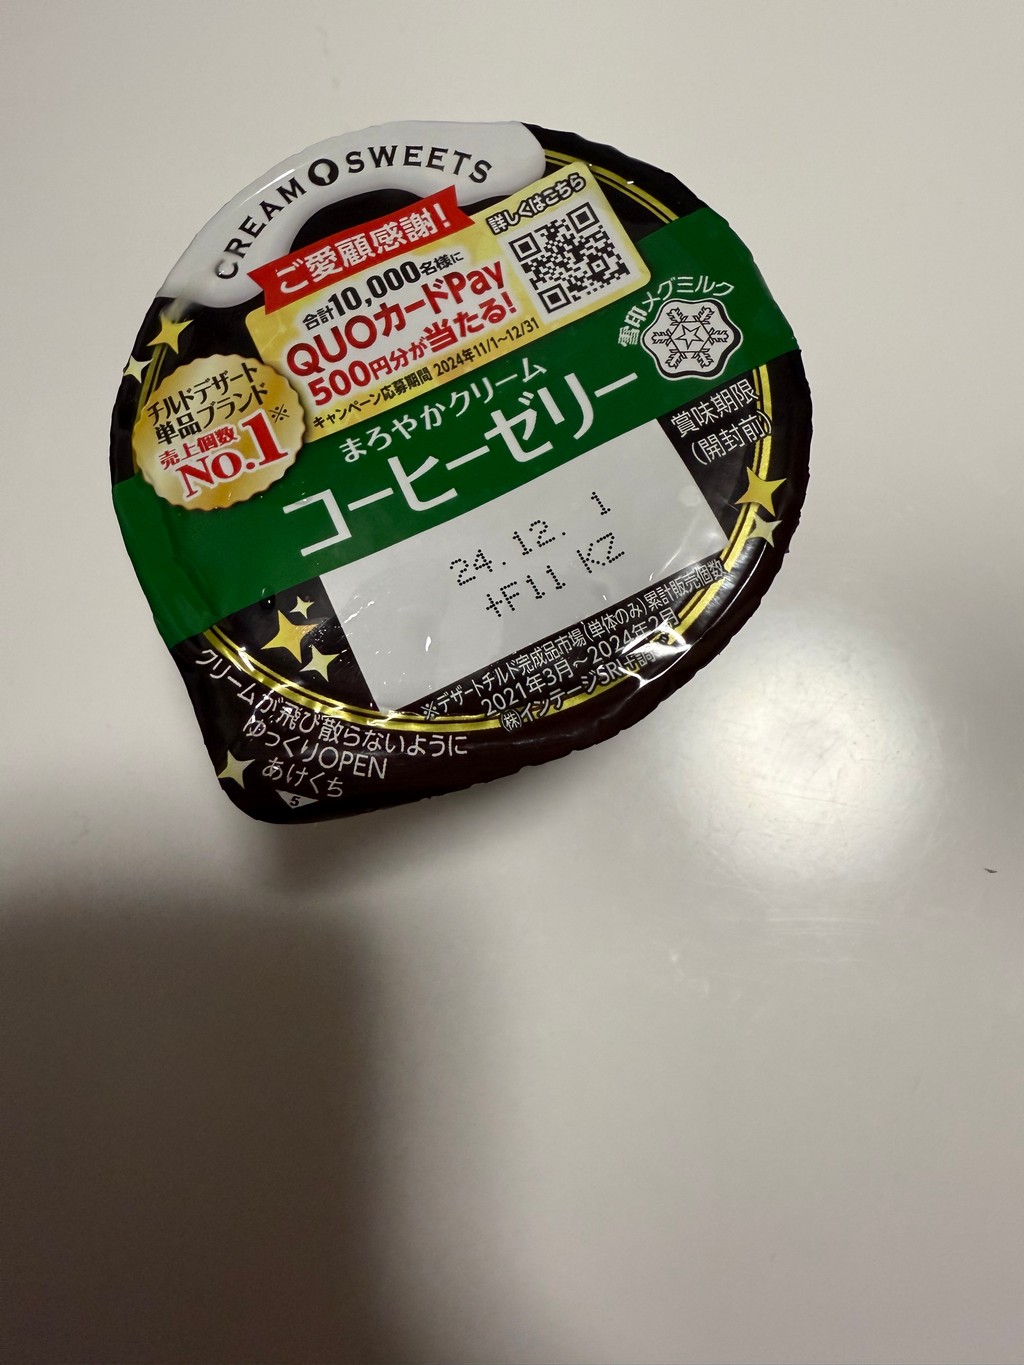 CREAM SWEETS
ご愛顧感謝!
合計10,000名様に
QUOカードPay
500円分が当たる!
キャンペーン応募期間 2024年11/1~12/31
詳しくはこちら
雪印メグミルク
チルドデザート
単品ブランド※
売上個数
No.1
まろやかクリーム
コーヒーゼリー
賞味期限
(開封前)
24.12. 1
+F11 KZ
※デザートチルド完成品市場(単体のみ)累計販売個数
2021年3月~2024年2月
㈱インテージSRI+調べ
クリームが飛び散らないように
ゆっくりOPEN
あけくち
5